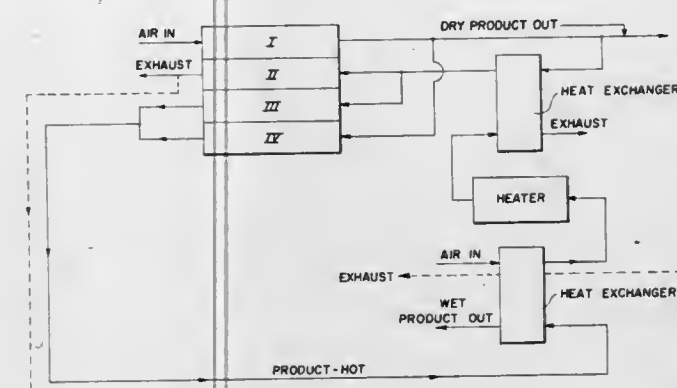 DRY PRODUCT OUT
AIR IN
I
EXHAUST
II
HEAT EXCHANGER
III
EXHAUST
IV
HEATER
AIR IN
EXHAUST
HEAT EXCHANGER
WET
PRODUCT OUT
PRODUCT-HOT